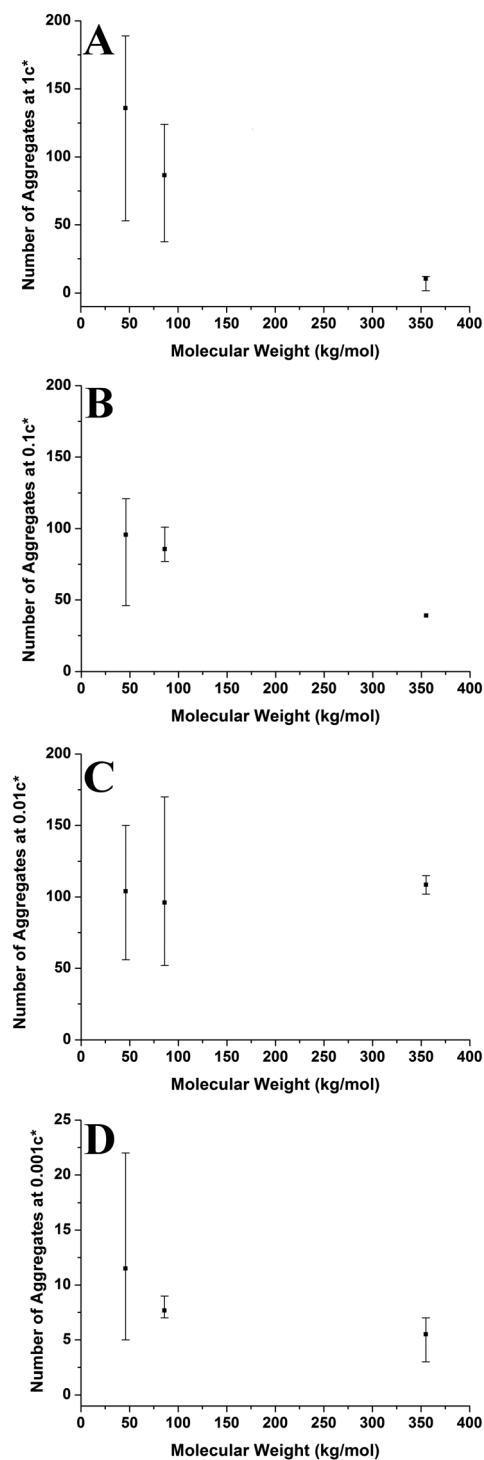 A
Number of Aggregates at 1c*
200
150
100
50
0
0 50 100 150 200 250 300 350 400
Molecular Weight (kg/mol)
B
Number of Aggregates at 0.1c*
200
150
100
50
0
0 50 100 150 200 250 300 350 400
Molecular Weight (kg/mol)
C
Number of Aggregates at 0.01c*
200
150
100
50
0
0 50 100 150 200 250 300 350 400
Molecular Weight (kg/mol)
D
Number of Aggregates at 0.001c*
25
20
15
10
5
0
0 50 100 150 200 250 300 350 400
Molecular Weight (kg/mol)